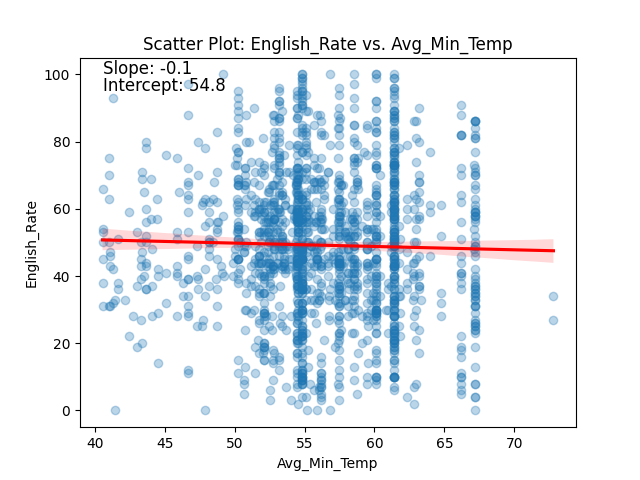 Scatter Plot: English_Rate vs. Avg_Min_Temp
Slope: -0.1
Intercept: 54.8
100
80
60
40
20
0
English_Rate
40 45 50 55 60 65 70
Avg_Min_Temp